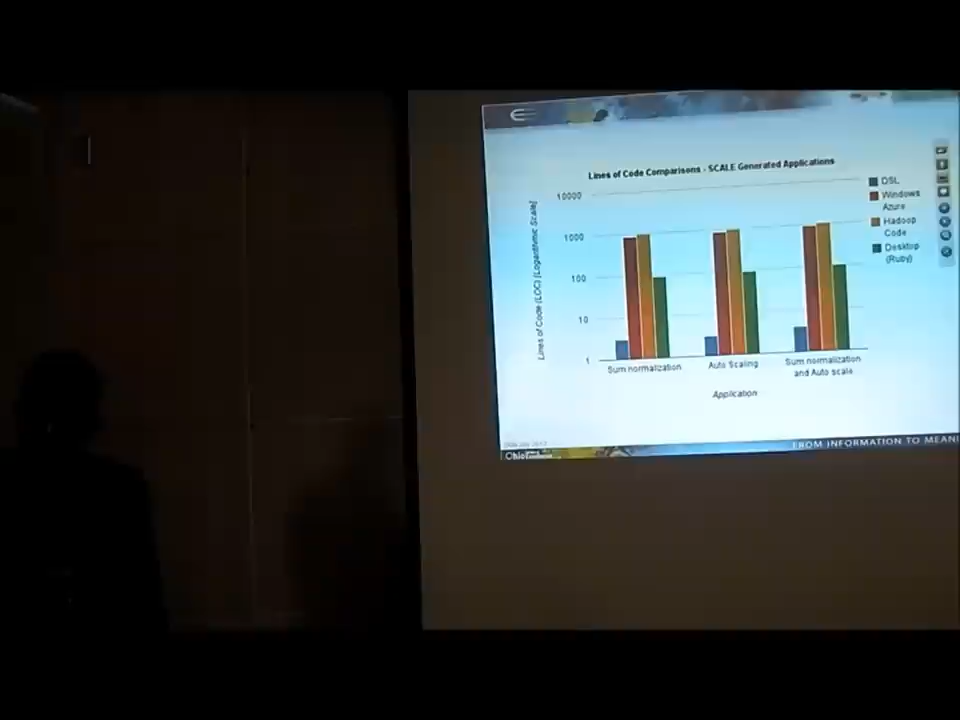 Lines of Code Comparisons - SCALE Generated Applications
Lines of Code (LOC) [Logarithmic Scale]
10000
1000
100
10
1
DSL
Windows
Azure
Hadoop
Code
Desktop
(Ruby)
Sum normalization
Auto Scaling
Sum normalization
and Auto scale
Application
FROM INFORMATION TO MEANI